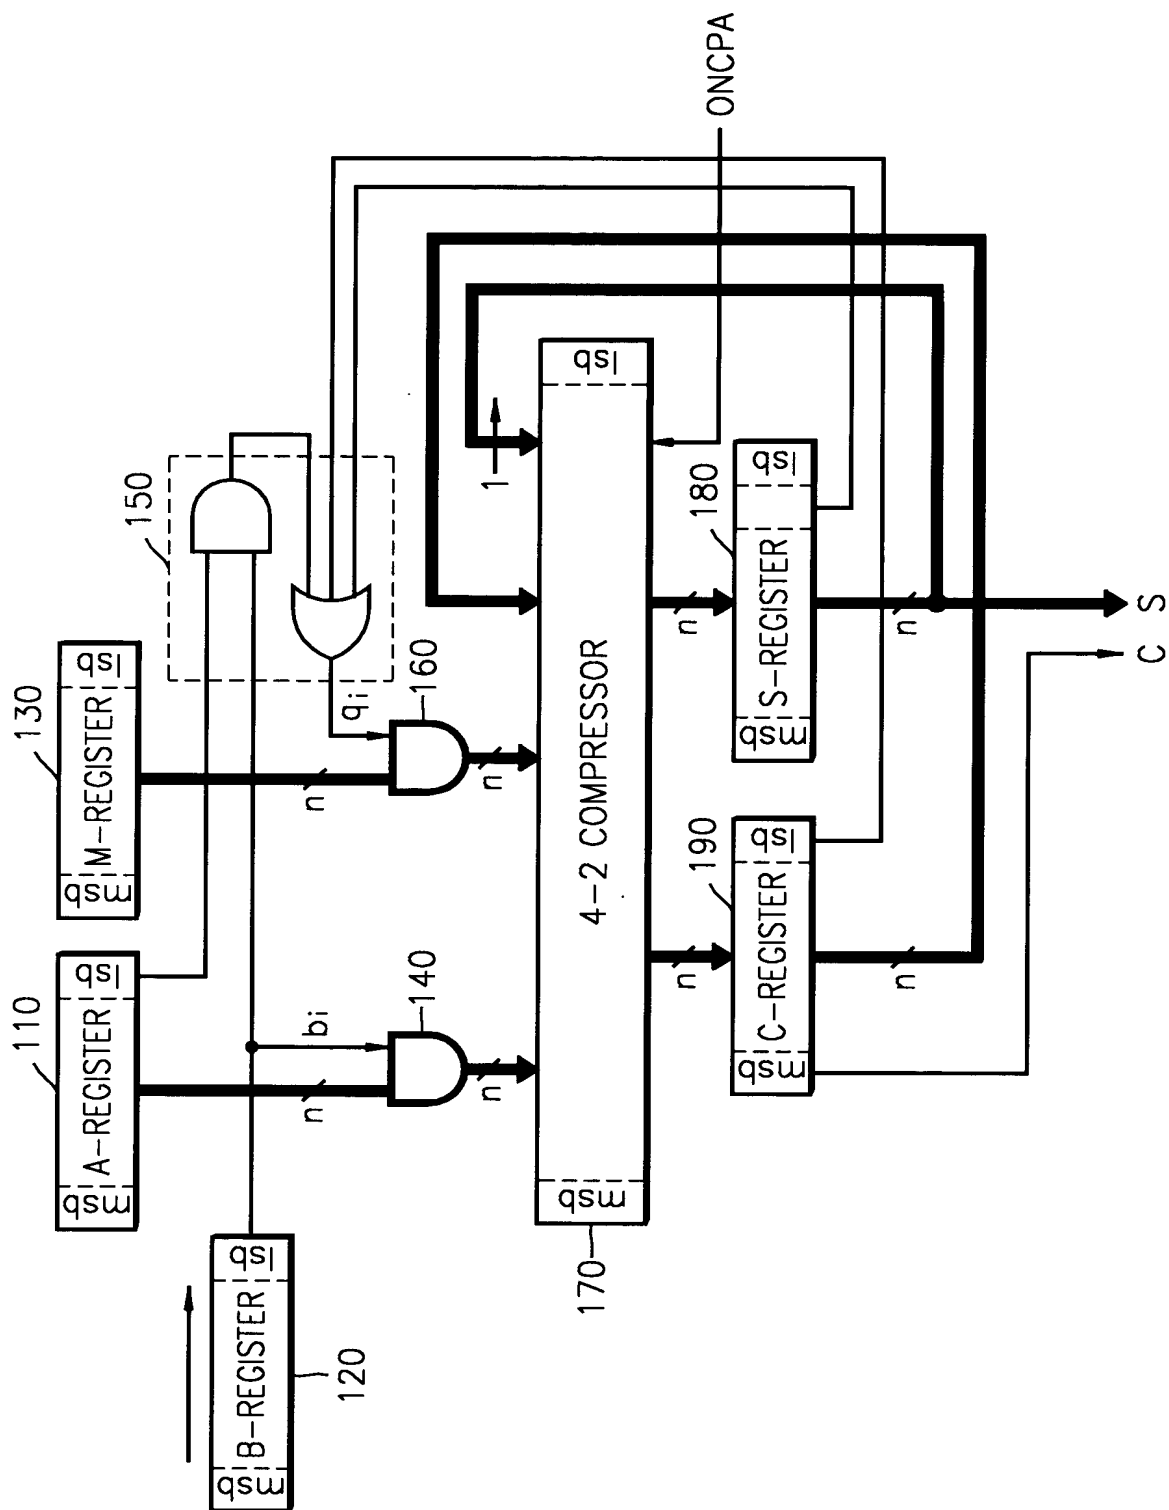 110
msb A-REGISTER lsb
130
msb M-REGISTER lsb
msb B-REGISTER lsb
120
150
bi
qi
n
n
140
160
n
n
1
170
msb 4-2 COMPRESSOR lsb
ONCPA
n
n
190
msb C-REGISTER lsb
180
msb S-REGISTER lsb
n
n
C
S